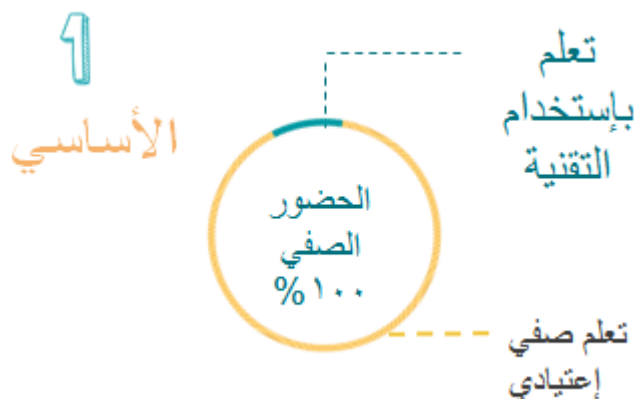 1
الأساسي
تعلم
بإستخدام
التقنية
الحضور
الصفي
١٠٠%
تعلم صفي
إعتيادي